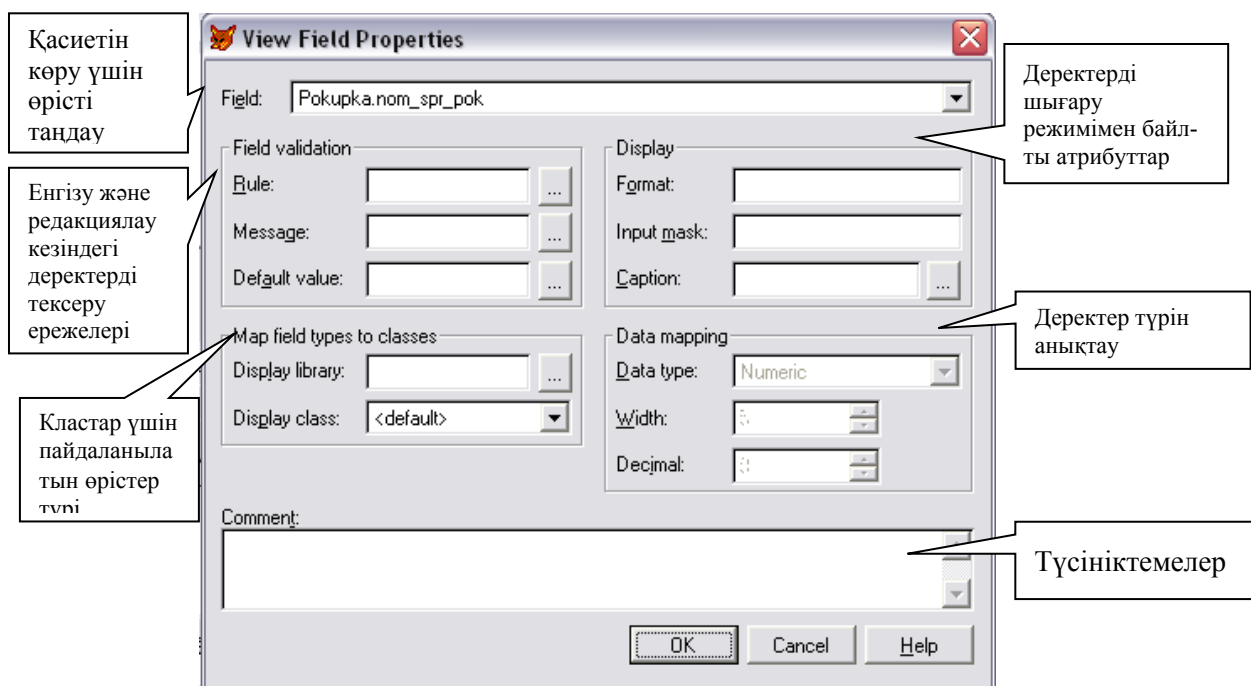 Қасиетін
көру үшін
өрісті
таңдау
Енгізу және
редакциялау
кезіндегі
деректерді
тексеру
ережелері
Кластар үшін
пайдаланыла
тын өрістер
түрі
View Field Properties
Field: Pokupka.nom_spr_pok
Field validation
Rule: ...
Message: ...
Default value: ...
Map field types to classes
Display library: ...
Display class: <default>
Display
Format:
Input mask:
Caption: ...
Data mapping
Data type: Numeric
Width:
Decimal:
Comment:
OK Cancel Help
Деректерді
шығару
режимімен байл-
ты атрибуттар
Деректер түрін
анықтау
Түсініктемелер